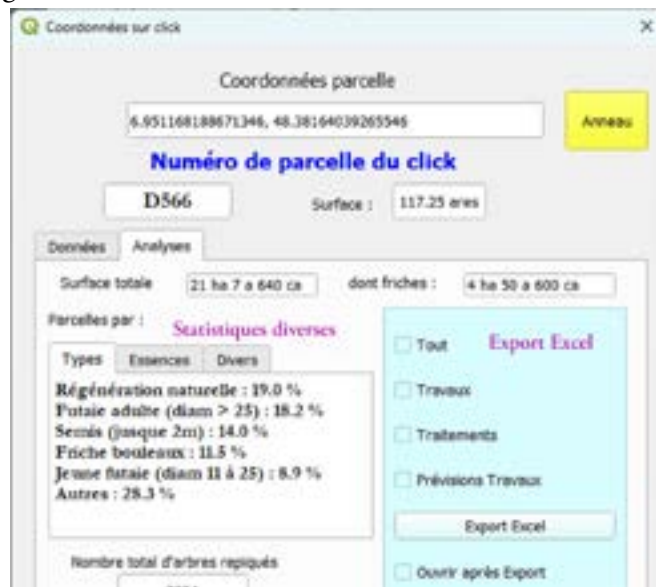 Coordonnées sur click
Coordonnées parcelle
6.951168188671346, 48.38164039265546
Anneau
Numéro de parcelle du click
D566
Surface :
117.25 ares
Données
Analyses
Surface totale
21 ha 7 a 640 ca
dont friches :
4 ha 50 a 600 ca
Parcelles par :
Statistiques diverses
Types
Essences
Divers
Régénération naturelle : 19.0 %
Futaie adulte (diam > 25) : 18.2 %
Semis (jusque 2m) : 14.0 %
Friche bouleaux : 11.5 %
Jeune futaie (diam 11 à 25) : 8.9 %
Autres : 28.3 %
Nombre total d'arbres repiqués
Export Excel
Tout
Travaux
Traitements
Prévisions Travaux
Export Excel
Ouvrir après Export